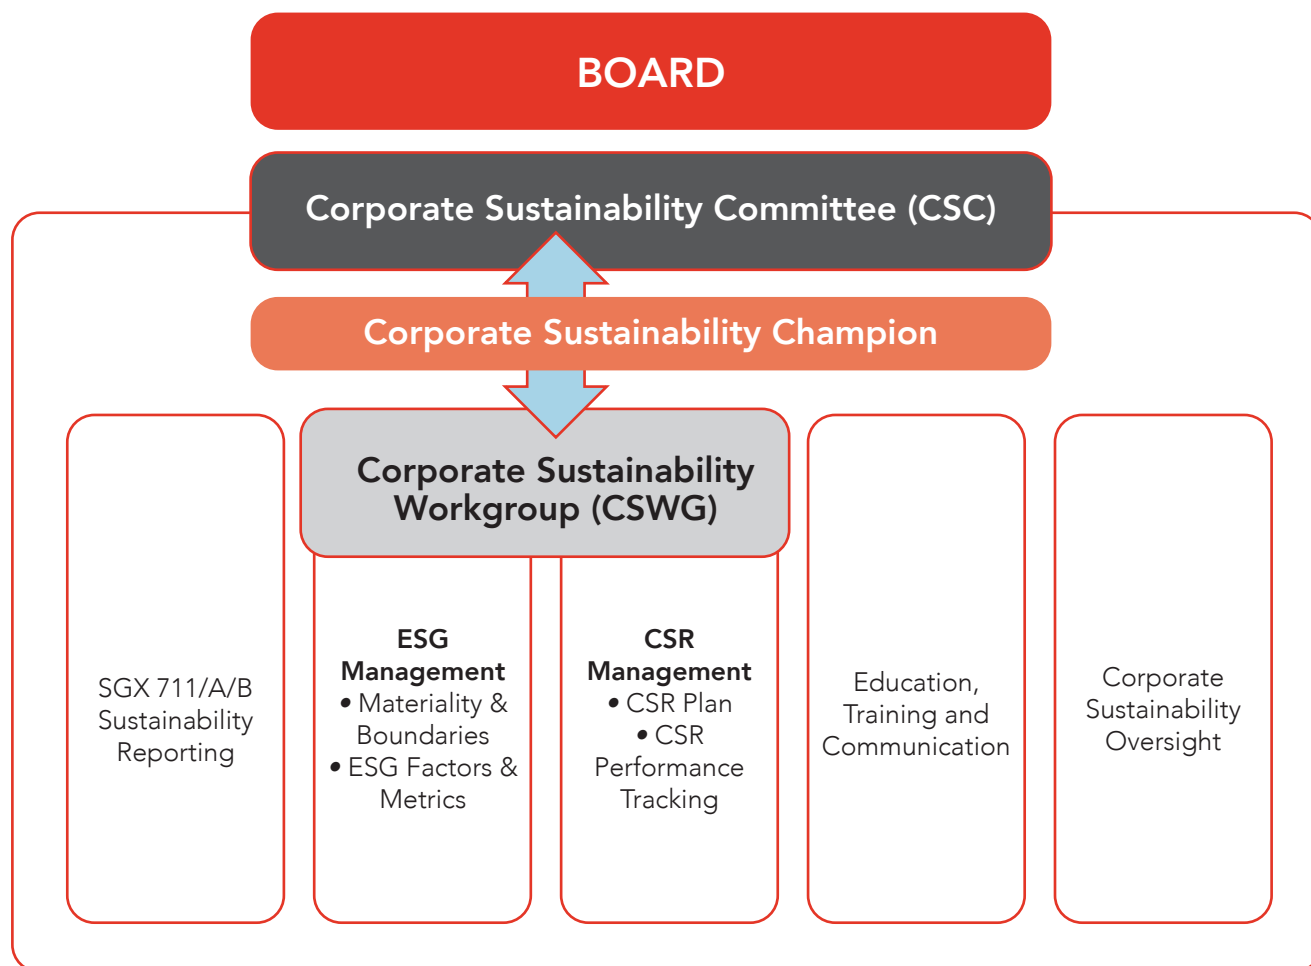 BOARD
Corporate Sustainability Committee (CSC)
Corporate Sustainability Champion
Corporate Sustainability
Workgroup (CSWG)
SGX 711/A/B
Sustainability
Reporting
ESG
Management
• Materiality &
Boundaries
• ESG Factors &
Metrics
CSR
Management
• CSR Plan
• CSR
Performance
Tracking
Education,
Training and
Communication
Corporate
Sustainability
Oversight